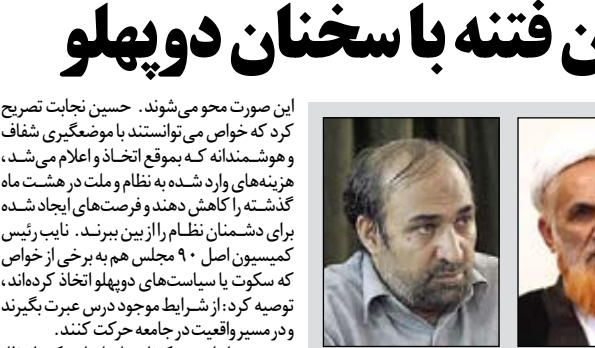 ن فتنه با سخنان دوپهلو
این صورت محو می‌شوند. حسین نجابت تصریح
کرد که خواص می‌توانستند با موضعگیری شفاف
و هوشمندانه که بموقع اتخاذ و اعلام می‌شد،
هزینه‌های وارد شده به نظام و ملت در هشت ماه
گذشته را کاهش دهند و فرصت‌های ایجاد شده
برای دشمنان نظام را از بین ببرند. نایب رئیس
کمیسیون اصل ۹۰ مجلس هم به برخی از خواص
که سکوت یا سیاست‌های دوپهلو اتخاذ کرده‌اند،
توصیه کرد: از شرایط موجود درس عبرت بگیرند
و در مسیر واقعیت در جامعه حرکت کنند.